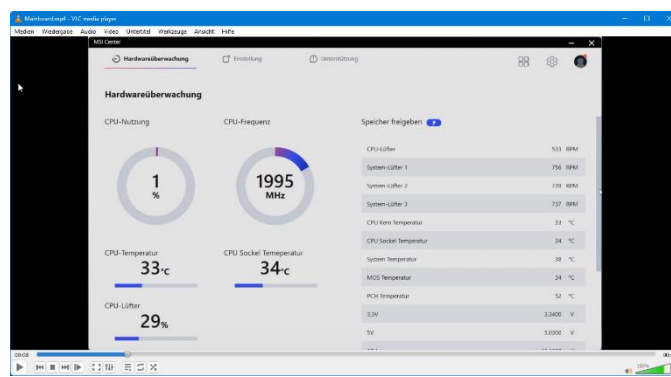 Mainboard.mp4 - VLC media player
Medien Wiedergabe Audio Video Untertitel Werkzeuge Ansicht Hilfe
MSI Center
Hardwareüberwachung Einstellung Unterstützung
Hardwareüberwachung
CPU-Nutzung CPU-Frequenz Speicher freigeben
1
%
1995
MHz
CPU-Lüfter 533 RPM
System-Lüfter 1 756 RPM
System-Lüfter 2 739 RPM
System-Lüfter 3 737 RPM
CPU Kern Temperatur 33 °C
CPU Sockel Temperatur 34 °C
CPU-Temperatur CPU Sockel Temeperatur
33°C 34°C
System Temperatur 38 °C
MOS Temperatur 34 °C
PCH Temperatur 52 °C
CPU-Lüfter
29%
3,3V 3.3400 V
5V 5.0300 V
00:08
100%